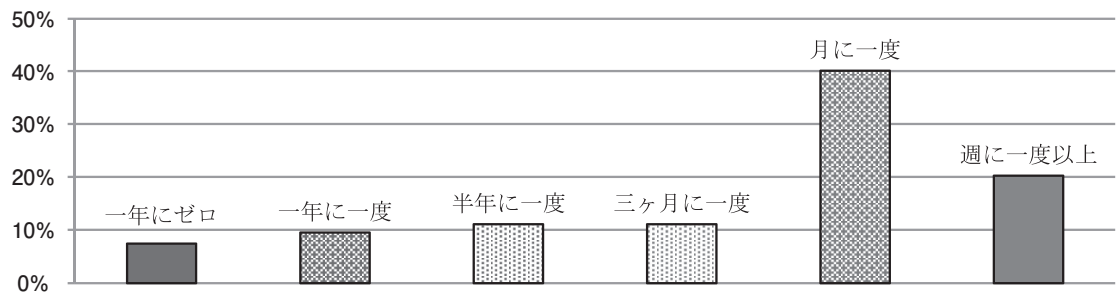 50%
40%
30%
20%
10%
0%
一年にゼロ
一年に一度
半年に一度
三ヶ月に一度
月に一度
週に一度以上